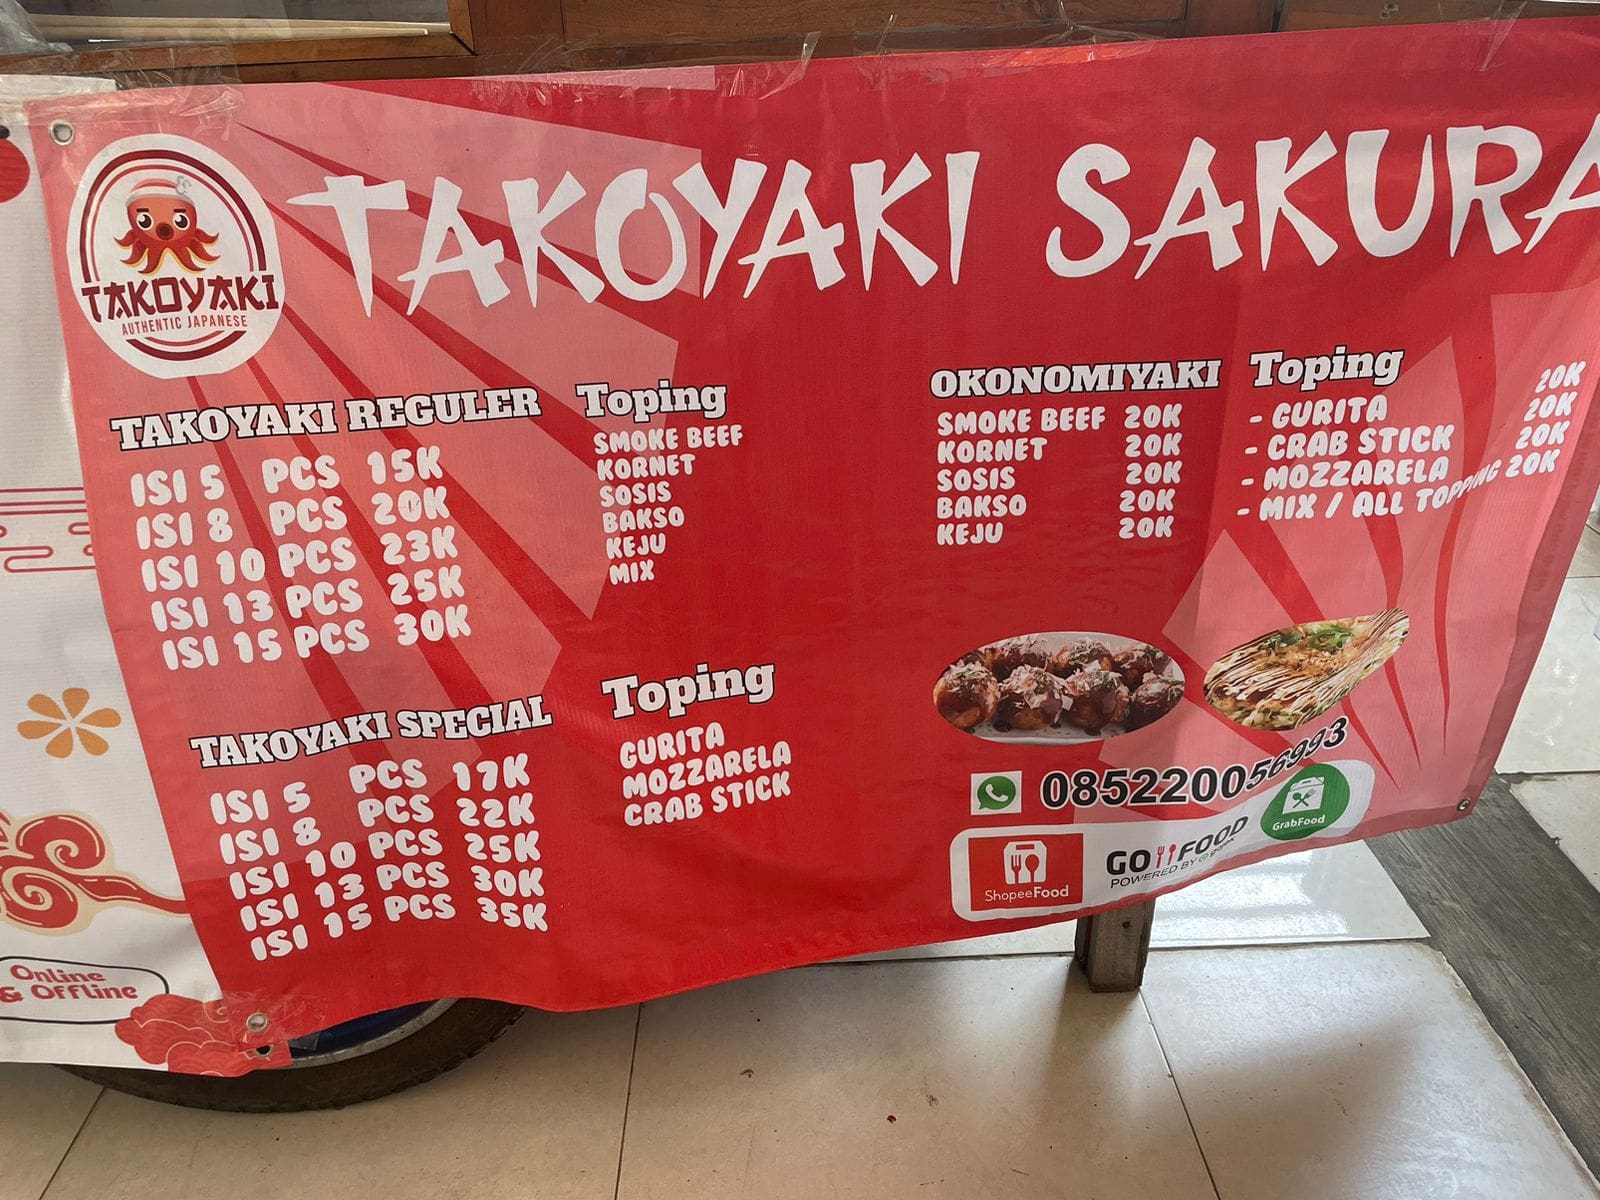 TAKOYAKI
AUTHENTIC JAPANESE
TAKOYAKI SAKURA
TAKOYAKI REGULER
ISI 5 PCS 15K
ISI 8 PCS 20K
ISI 10 PCS 23K
ISI 13 PCS 25K
ISI 15 PCS 30K
Toping
SMOKE BEEF
KORNET
SOSIS
BAKSO
KEJU
MIX
TAKOYAKI SPECIAL
ISI 5 PCS 17K
ISI 8 PCS 22K
ISI 10 PCS 25K
ISI 13 PCS 30K
ISI 15 PCS 35K
Toping
GURITA
MOZZARELA
CRAB STICK
OKONOMIYAKI
SMOKE BEEF 20K
KORNET 20K
SOSIS 20K
BAKSO 20K
KEJU 20K
Toping
- GURITA 20K
- CRAB STICK 20K
- MOZZARELA 20K
- MIX / ALL TOPPING 20K
085220056993
ShopeeFood
GOFOOD
POWERED BY gojek
GrabFood
Online
& Offline